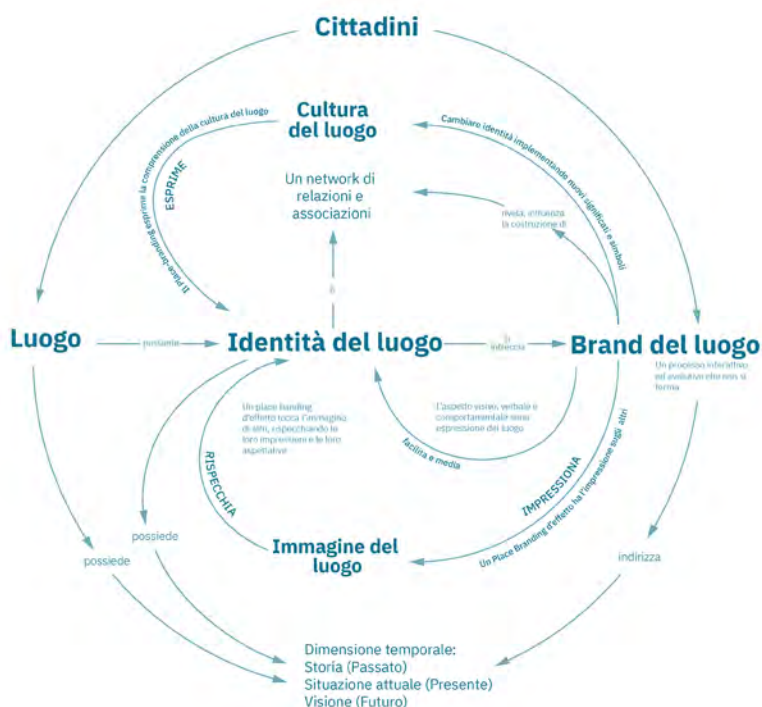 Cittadini
Cultura
del luogo
Il Place-branding esprime la comprensione della cultura del luogo
ESPRIME
Cambiare identità implementando nuovi significati e simboli
Un network di
relazioni e
associazioni
rivela, influenza
la costruzione di
è
Luogo
possiede
Identità del luogo
si
intreccia
Brand del luogo
Un processo interattivo
ed evolutivo che non si
forma
Un place banding
d'effetto tocca l'immagine
di altri, rispecchiando le
loro impressioni e le loro
aspettative
L'aspetto visivo, verbale e
comportamentale sono
espressione del luogo
facilita e media
RISPECCHIA
IMPRESSIONA
Un Place Branding d'effetto ha l'impressione sugli altri
Immagine del
luogo
possiede
possiede
indirizza
Dimensione temporale:
Storia (Passato)
Situazione attuale (Presente)
Visione (Futuro)